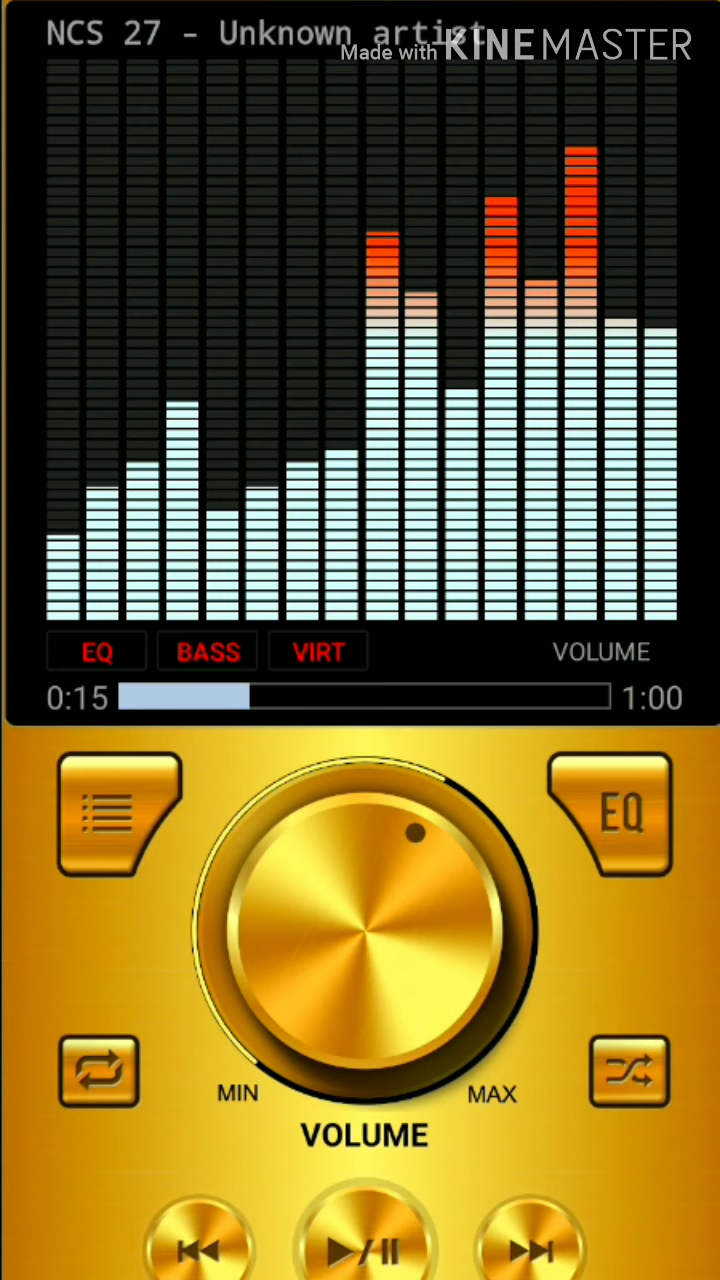 NCS 27 - Unknown artist
Made with KINEMASTER
EQ BASS VIRT VOLUME
0:15 1:00
EQ
MIN MAX
VOLUME